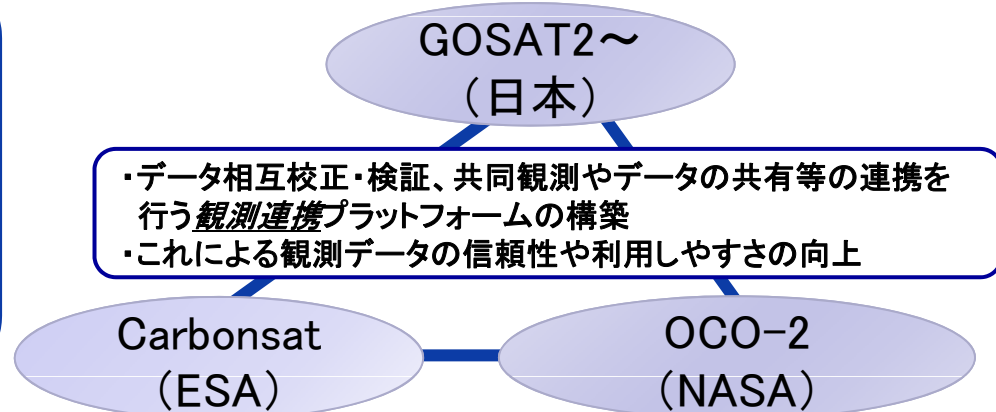 GOSAT2～
（日本）
・データ相互校正・検証、共同観測やデータの共有等の連携を
行う観測連携プラットフォームの構築
・これによる観測データの信頼性や利用しやすさの向上
Carbonsat
（ESA）
OCO−2
（NASA）